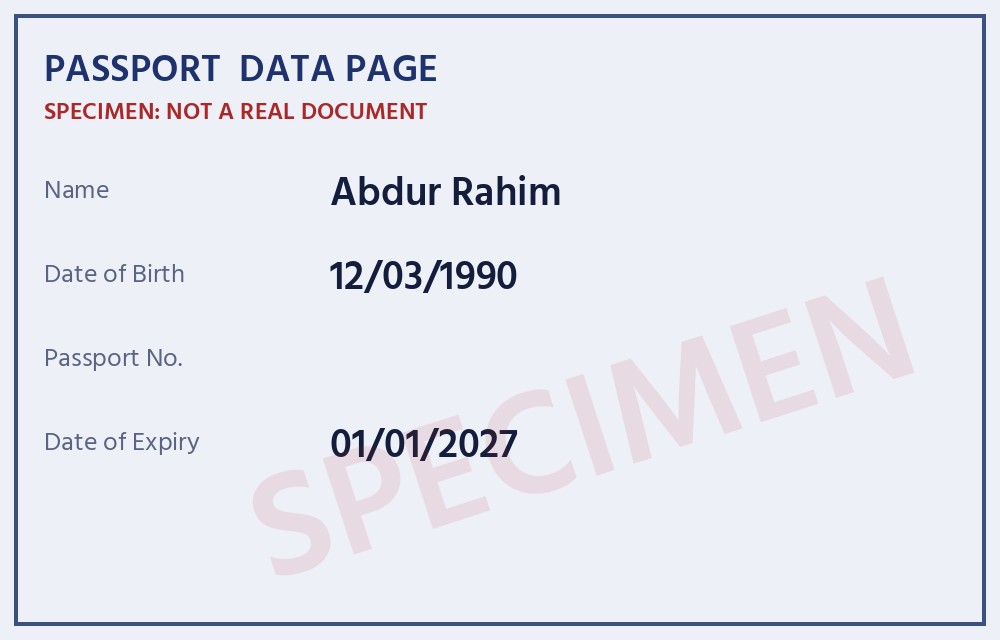 PASSPORT DATA PAGE
SPECIMEN: NOT A REAL DOCUMENT
Name Abdur Rahim
Date of Birth 12/03/1990
Passport No.
Date of Expiry 01/01/2027
SPECIMEN